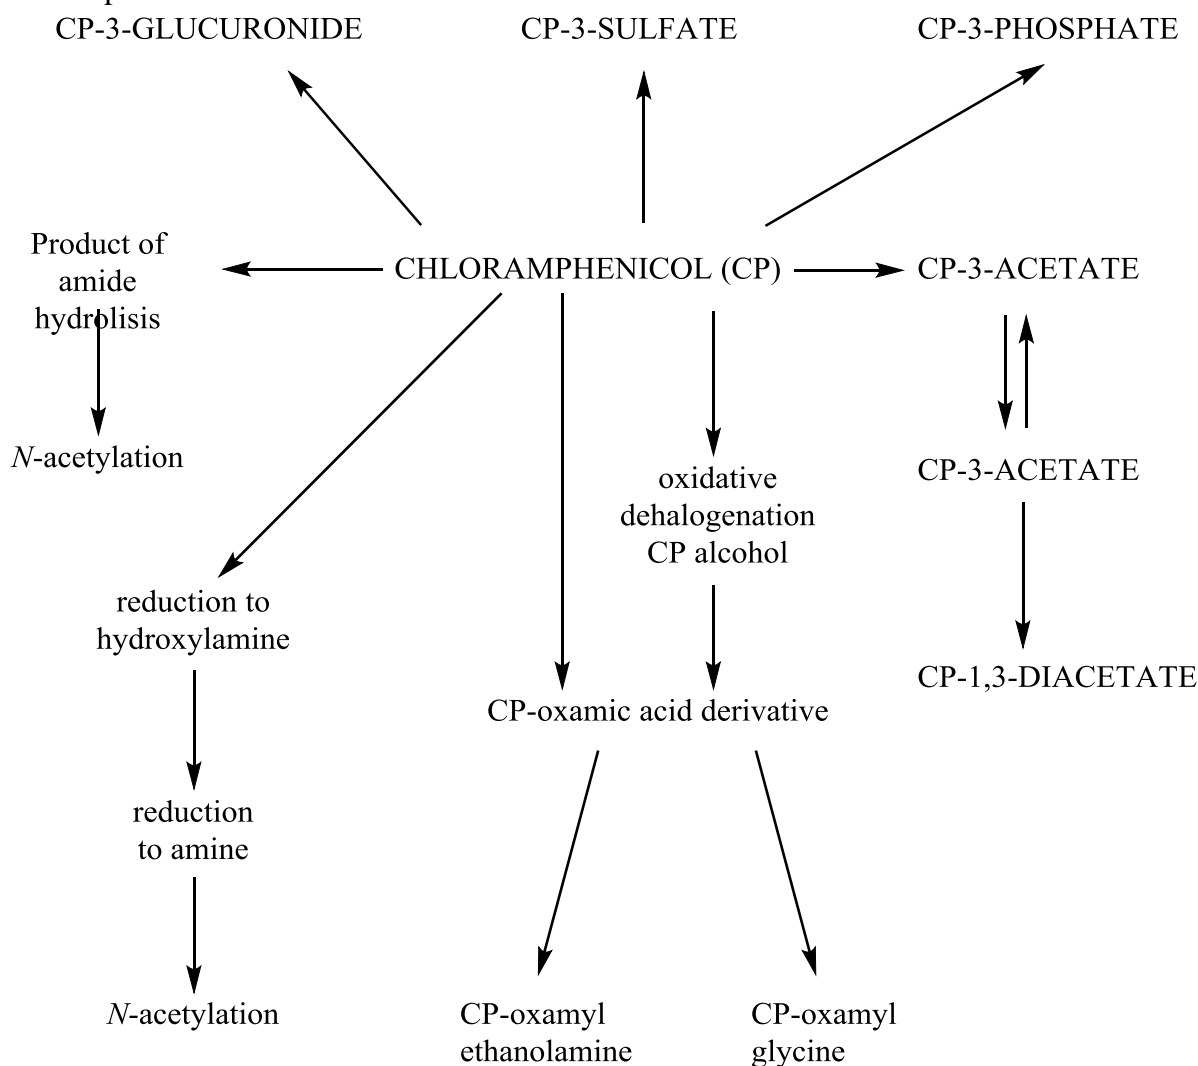 CP-3-GLUCURONIDE
CP-3-SULFATE
CP-3-PHOSPHATE
Product of
amide
hydrolisis
CHLORAMPHENICOL (CP)
CP-3-ACETATE
N-acetylation
oxidative
dehalogenation
CP alcohol
CP-3-ACETATE
reduction to
hydroxylamine
CP-oxamic acid derivative
CP-1,3-DIACETATE
reduction
to amine
N-acetylation
CP-oxamyl
ethanolamine
CP-oxamyl
glycine